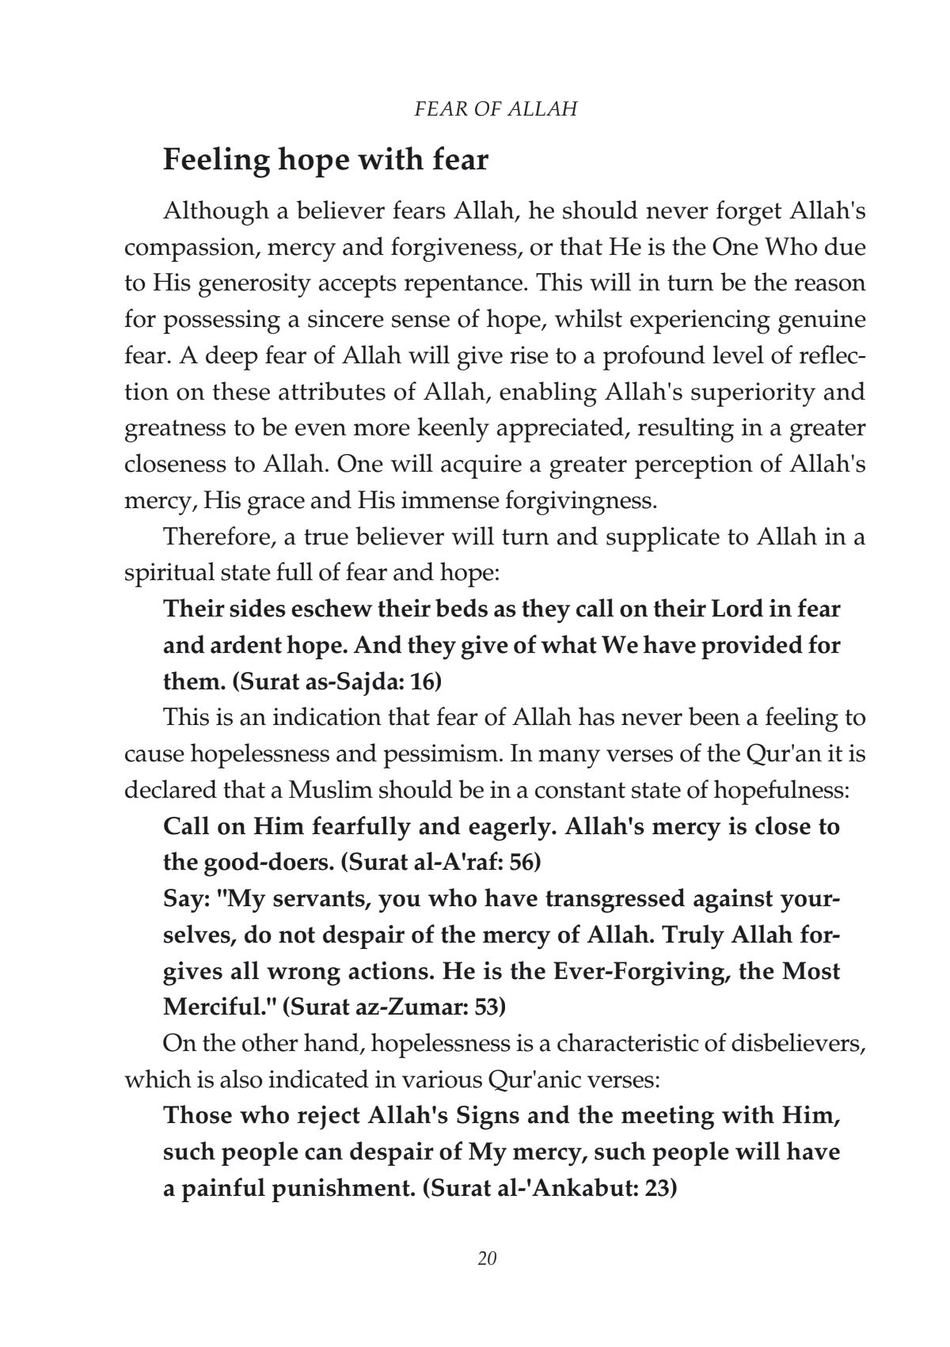 FEAR OF ALLAH
Feeling hope with fear
Although a believer fears Allah, he should never forget Allah's
compassion, mercy and forgiveness, or that He is the One Who due
to His generosity accepts repentance. This will in turn be the reason
for possessing a sincere sense of hope, whilst experiencing genuine
fear. A deep fear of Allah will give rise to a profound level of reflec-
tion on these attributes of Allah, enabling Allah's superiority and
greatness to be even more keenly appreciated, resulting in a greater
closeness to Allah. One will acquire a greater perception of Allah's
mercy, His grace and His immense forgivingness.
Therefore, a true believer will turn and supplicate to Allah in a
spiritual state full of fear and hope:
Their sides eschew their beds as they call on their Lord in fear
and ardent hope. And they give of what We have provided for
them. (Surat as-Sajda: 16)
This is an indication that fear of Allah has never been a feeling to
cause hopelessness and pessimism. In many verses of the Qur'an it is
declared that a Muslim should be in a constant state of hopefulness:
Call on Him fearfully and eagerly. Allah's mercy is close to
the good-doers. (Surat al-A'raf: 56)
Say: "My servants, you who have transgressed against your-
selves, do not despair of the mercy of Allah. Truly Allah for-
gives all wrong actions. He is the Ever-Forgiving, the Most
Merciful." (Surat az-Zumar: 53)
On the other hand, hopelessness is a characteristic of disbelievers,
which is also indicated in various Qur'anic verses:
Those who reject Allah's Signs and the meeting with Him,
such people can despair of My mercy, such people will have
a painful punishment. (Surat al-'Ankabut: 23)
20